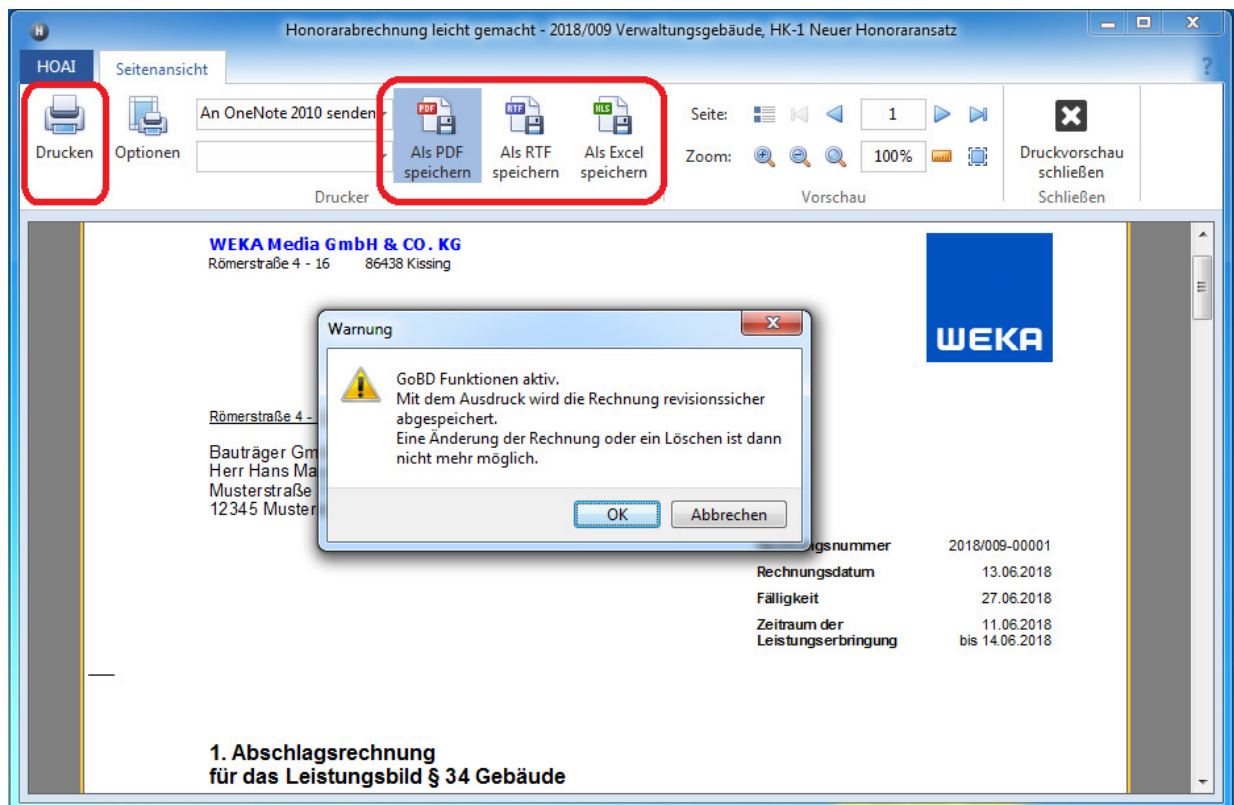 Honorarabrechnung leicht gemacht - 2018/009 Verwaltungsgebäude, HK-1 Neuer Honoraransatz
HOAI
Seitenansicht
?
Drucken
Optionen
An OneNote 2010 senden
PDF
Als PDF
speichern
RTF
Als RTF
speichern
XLS
Als Excel
speichern
Seite:
1
Zoom:
100%
Druckvorschau
schließen
Drucker
Vorschau
Schließen
WEKA Media GmbH & CO. KG
Römerstraße 4 - 16 86438 Kissing
WEKA
Warnung
GoBD Funktionen aktiv.
Mit dem Ausdruck wird die Rechnung revisionssicher
abgespeichert.
Eine Änderung der Rechnung oder ein Löschen ist dann
nicht mehr möglich.
OK
Abbrechen
Römerstraße 4 -
Bauträger Gm
Herr Hans Ma
Musterstraße
12345 Muster
gsnummer 2018/009-00001
Rechnungsdatum 13.06.2018
Fälligkeit 27.06.2018
Zeitraum der 11.06.2018
Leistungserbringung bis 14.06.2018
1. Abschlagsrechnung
für das Leistungsbild § 34 Gebäude